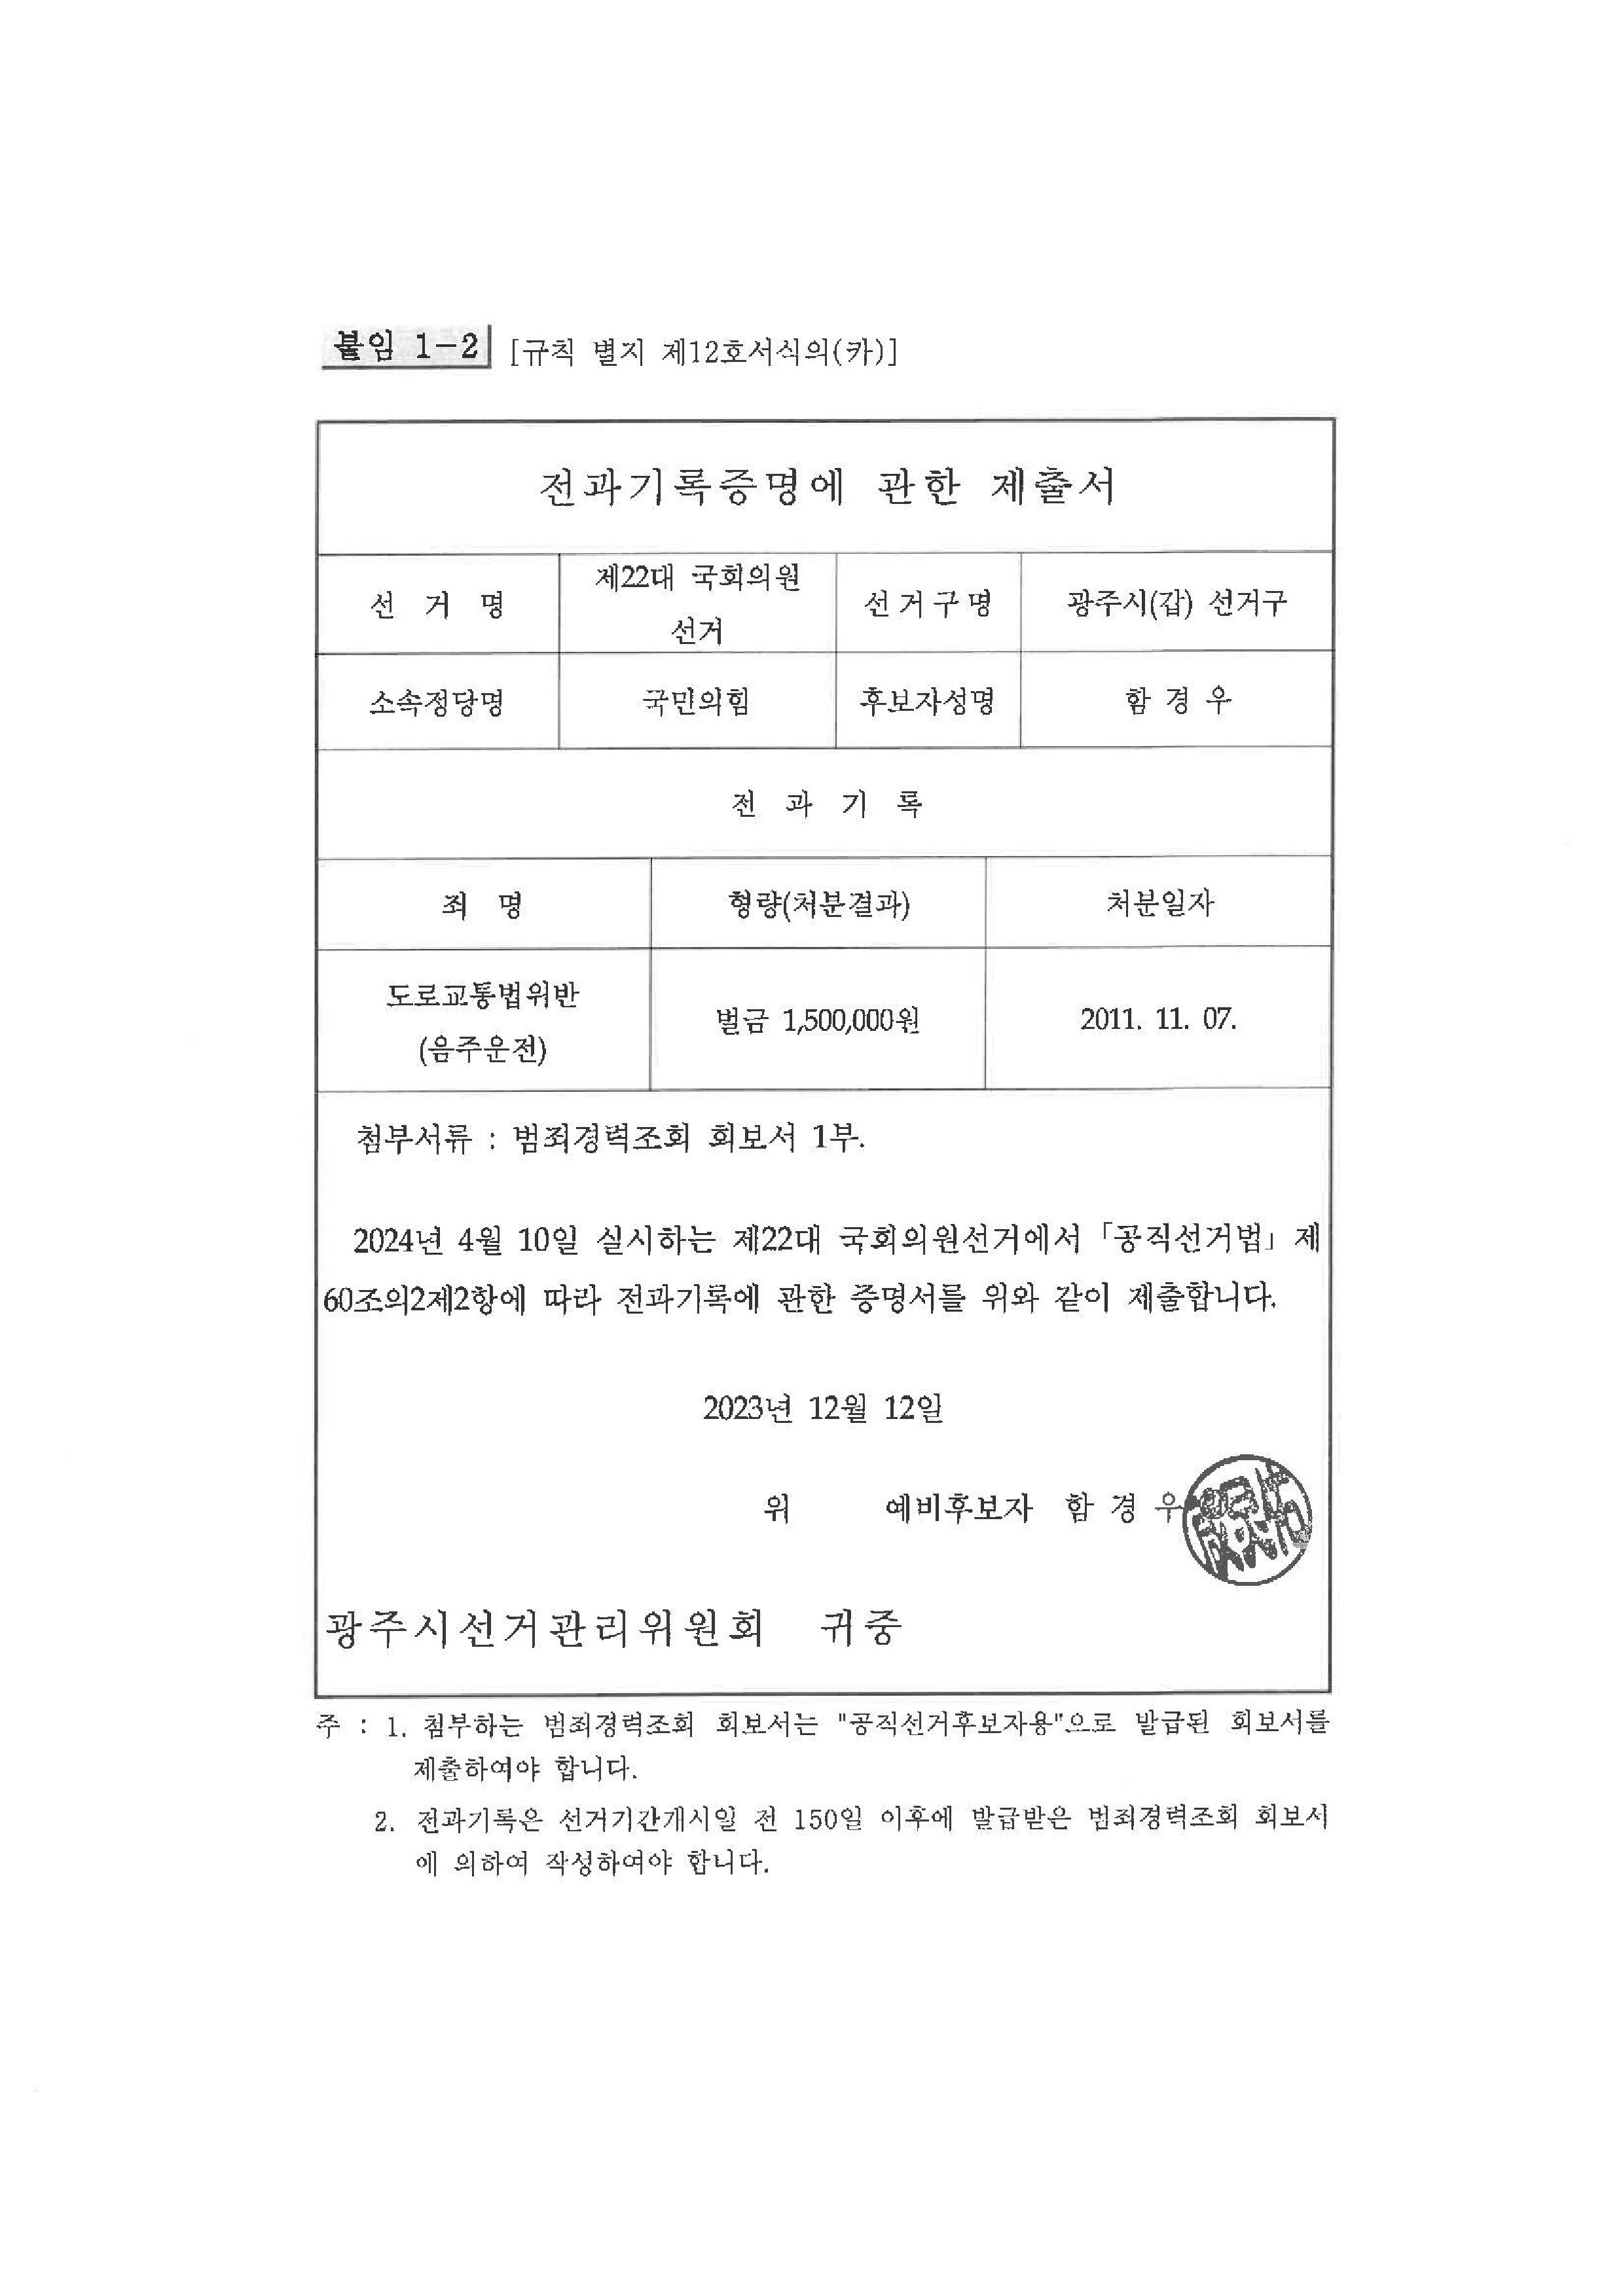 붙임 1-2 [규칙 별지 제12호서식의(카)]
전과기록증명에 관한 제출서
선 거 명 제22대 국회의원 선거구명 광주시(갑) 선거구
선거
소속정당명 국민의힘 후보자성명 함 경 우
전 과 기 록
죄 명 형량(처분결과) 처분일자
도로교통법위반
(음주운전) 벌금 1,500,000원 2011. 11. 07.
첨부서류 : 범죄경력조회 회보서 1부.
2024년 4월 10일 실시하는 제22대 국회의원선거에서 「공직선거법」 제
60조의2제2항에 따라 전과기록에 관한 증명서를 위와 같이 제출합니다.
2023년 12월 12일
위 예비후보자 함 경 우
광주시선거관리위원회 귀중
주 : 1. 첨부하는 범죄경력조회 회보서는 "공직선거후보자용"으로 발급된 회보서를
제출하여야 합니다.
2. 전과기록은 선거기간개시일 전 150일 이후에 발급받은 범죄경력조회 회보서
에 의하여 작성하여야 합니다.